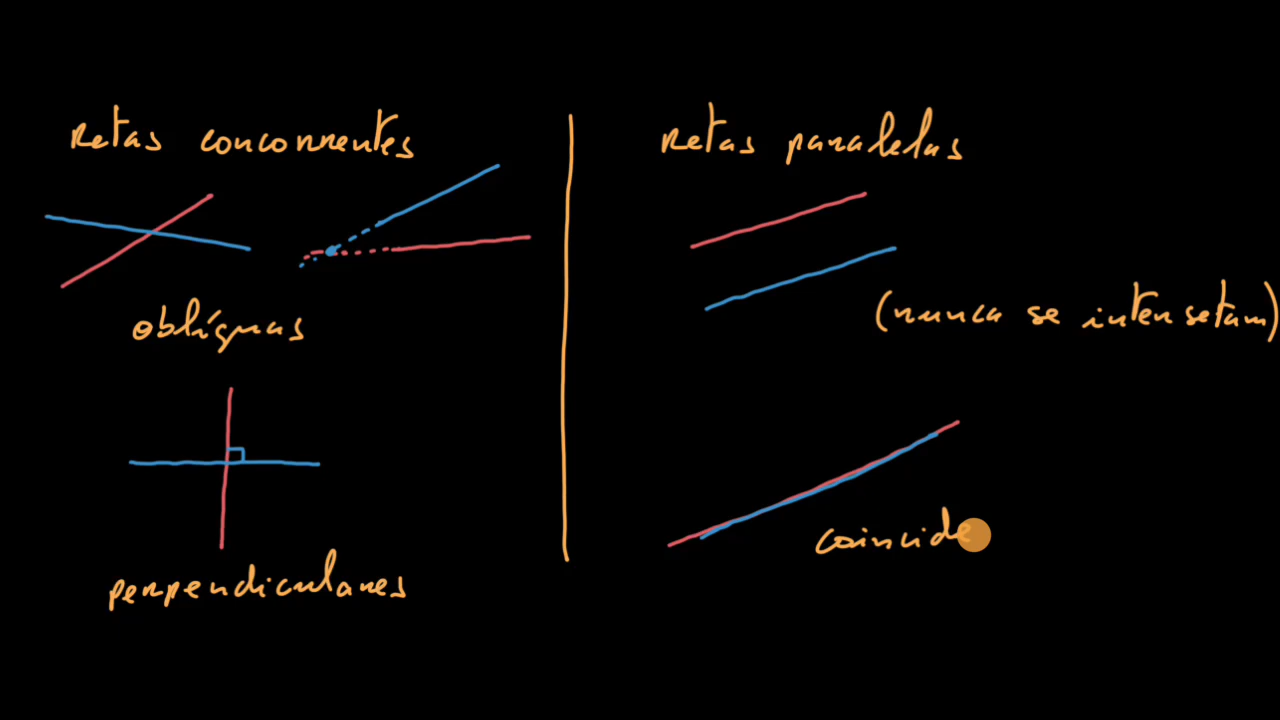 Retas concorrentes
oblíquas
perpendiculares
Retas paralelas
(nunca se intersetam)
coincide